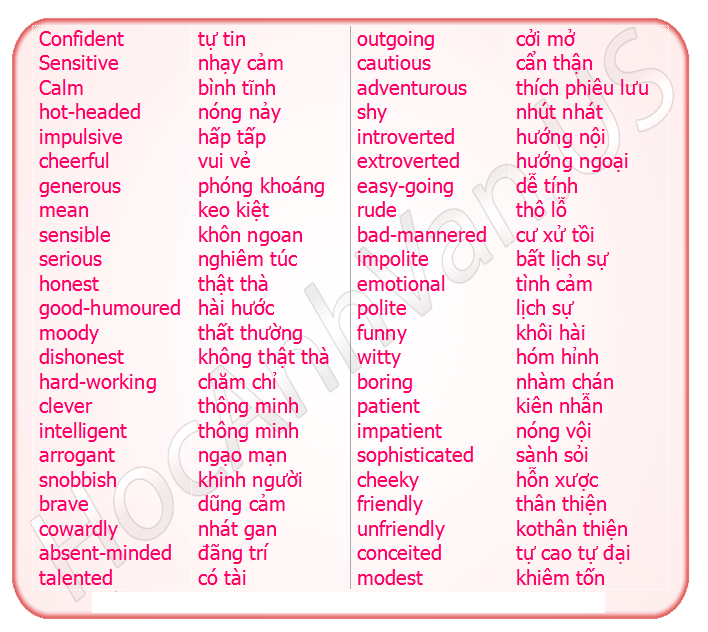 Confident tự tin outgoing cởi mở
Sensitive nhạy cảm cautious cẩn thận
Calm bình tĩnh adventurous thích phiêu lưu
hot-headed nóng nảy shy nhút nhát
impulsive hấp tấp introverted hướng nội
cheerful vui vẻ extroverted hướng ngoại
generous phóng khoáng easy-going dễ tính
mean keo kiệt rude thô lỗ
sensible khôn ngoan bad-mannered cư xử tồi
serious nghiêm túc impolite bất lịch sự
honest thật thà emotional tình cảm
good-humoured hài hước polite lịch sự
moody thất thường funny khôi hài
dishonest không thật thà witty hóm hỉnh
hard-working chăm chỉ boring nhàm chán
clever thông minh patient kiên nhẫn
intelligent thông minh impatient nóng vội
arrogant ngạo mạn sophisticated sành sỏi
snobbish khinh người cheeky hỗn xược
brave dũng cảm friendly thân thiện
cowardly nhát gan unfriendly kothân thiện
absent-minded đãng trí conceited tự cao tự đại
talented có tài modest khiêm tốn
HocAnhVan.US